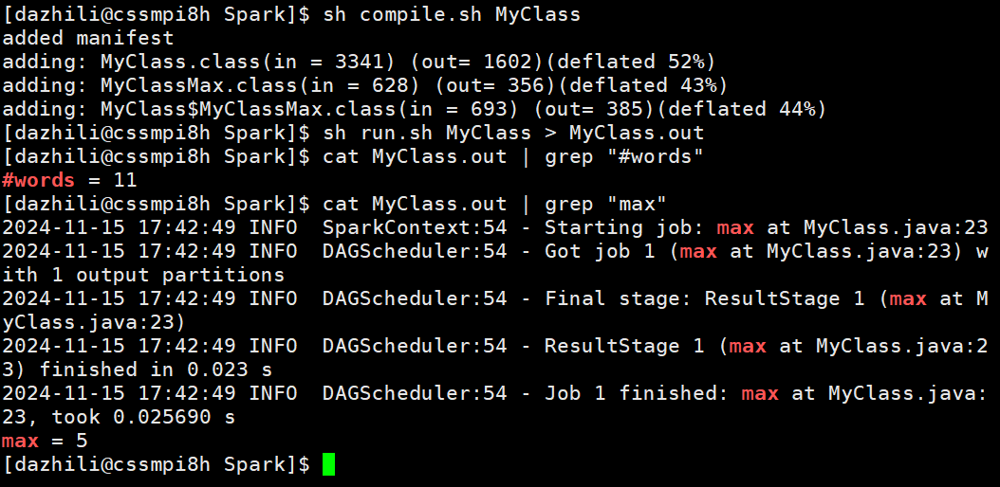 [dazhili@cssmpi8h Spark]$ sh compile.sh MyClass
added manifest
adding: MyClass.class(in = 3341) (out= 1602)(deflated 52%)
adding: MyClassMax.class(in = 628) (out= 356)(deflated 43%)
adding: MyClass$MyClassMax.class(in = 693) (out= 385)(deflated 44%)
[dazhili@cssmpi8h Spark]$ sh run.sh MyClass > MyClass.out
[dazhili@cssmpi8h Spark]$ cat MyClass.out | grep "#words"
#words = 11
[dazhili@cssmpi8h Spark]$ cat MyClass.out | grep "max"
2024-11-15 17:42:49 INFO  SparkContext:54 - Starting job: max at MyClass.java:23
2024-11-15 17:42:49 INFO  DAGScheduler:54 - Got job 1 (max at MyClass.java:23) w
ith 1 output partitions
2024-11-15 17:42:49 INFO  DAGScheduler:54 - Final stage: ResultStage 1 (max at M
yClass.java:23)
2024-11-15 17:42:49 INFO  DAGScheduler:54 - ResultStage 1 (max at MyClass.java:2
3) finished in 0.023 s
2024-11-15 17:42:49 INFO  DAGScheduler:54 - Job 1 finished: max at MyClass.java:
23, took 0.025690 s
max = 5
[dazhili@cssmpi8h Spark]$